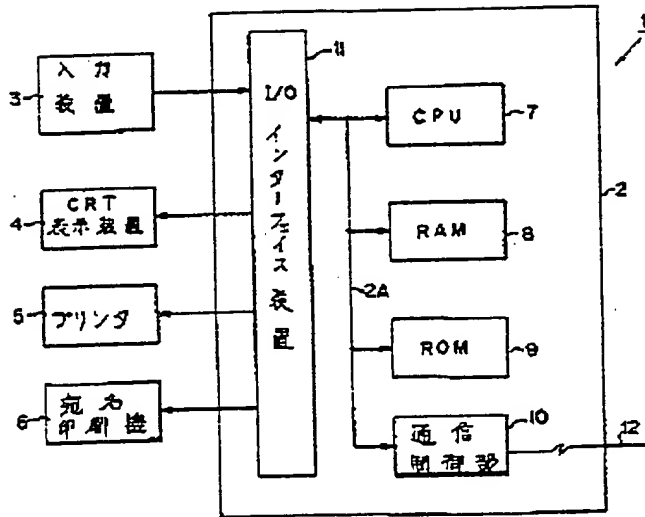 1
11
入力
装置
3
I/O
インターフェイス装置
CPU
7
2
CRT
表示装置
4
RAM
8
2A
プリンタ
5
ROM
9
宛名
印刷機
6
通信
制御部
10
12